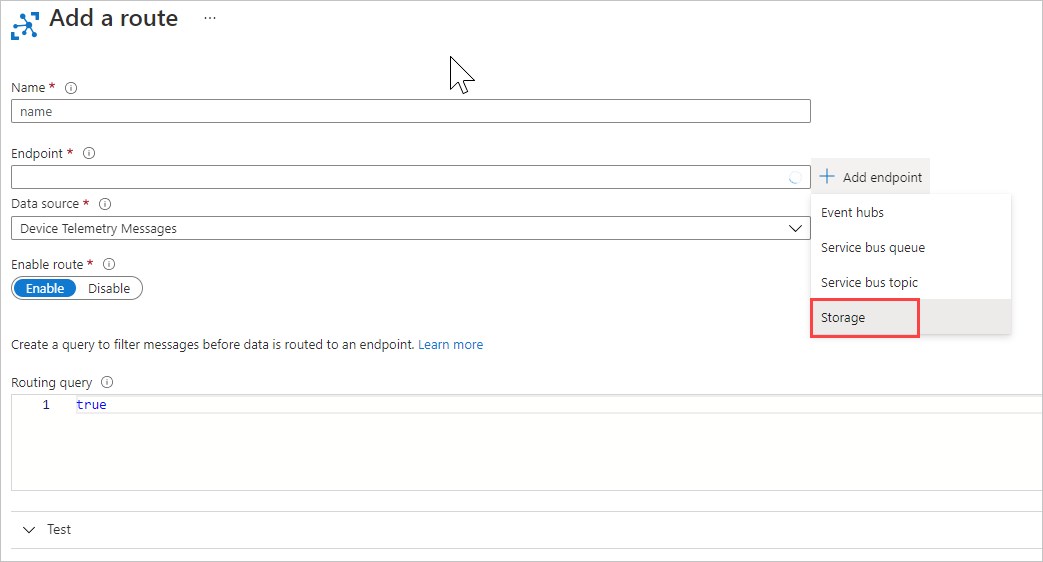 Add a route ...
Name *
name
Endpoint *
Add endpoint
Data source *
Device Telemetry Messages
Event hubs
Service bus queue
Service bus topic
Storage
Enable route *
Enable Disable
Create a query to filter messages before data is routed to an endpoint. Learn more
Routing query
1 true
Test